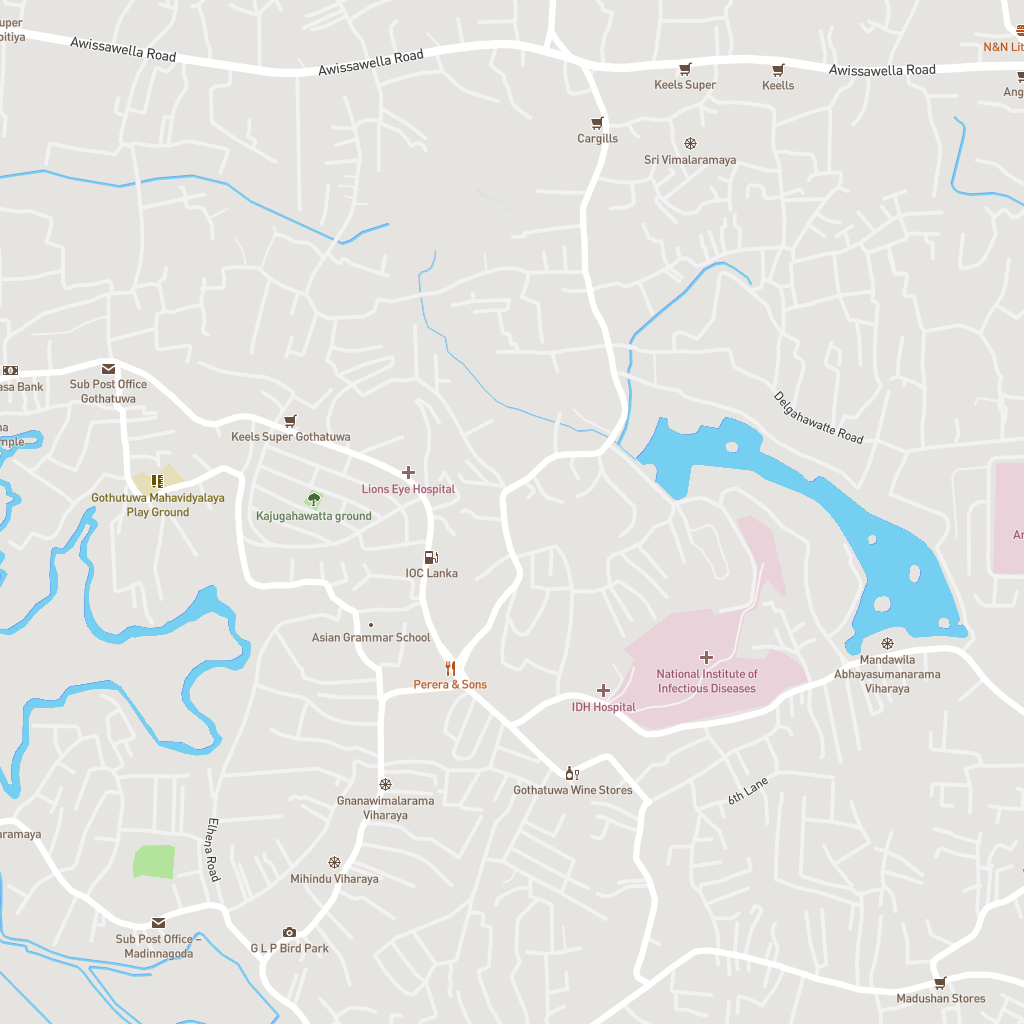 uper
pitiya
Awissawella Road
Awissawella Road
Awissawella Road
N&N Lit
Ang
Keels Super
Keells
Cargills
Sri Vimalaramaya
asa Bank
Sub Post Office
Gothatuwa
Keels Super Gothatuwa
Delgahawatte Road
na
mple
Lions Eye Hospital
Gothutuwa Mahavidyalaya
Play Ground
Kajugahawatta ground
Ar
IOC Lanka
Asian Grammar School
Perera & Sons
National Institute of
Infectious Diseases
Mandawila
Abhayasumanarama
Viharaya
IDH Hospital
Gothatuwa Wine Stores
6th Lane
Gnanawimalarama
Viharaya
aramaya
Elhena Road
Mihindu Viharaya
Sub Post Office –
Madinnagoda
G L P Bird Park
Madushan Stores